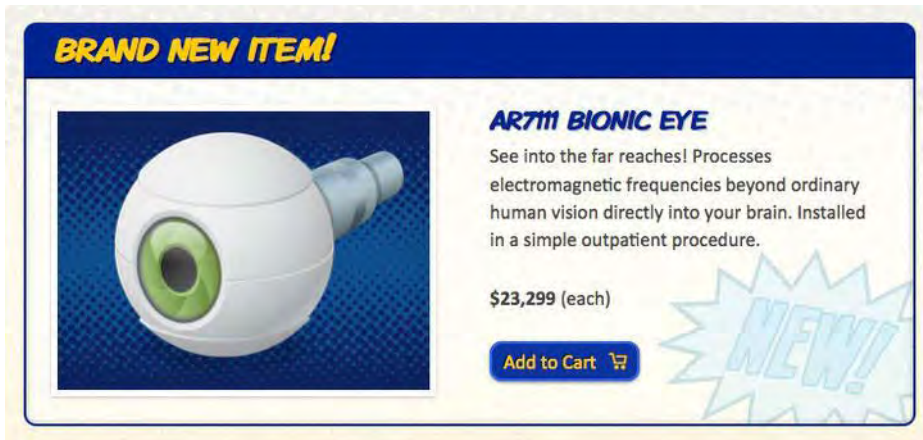 BRAND NEW ITEM!
AR7111 BIONIC EYE
See into the far reaches! Processes
electromagnetic frequencies beyond ordinary
human vision directly into your brain. Installed
in a simple outpatient procedure.
$23,299 (each)
Add to Cart
NEW!!